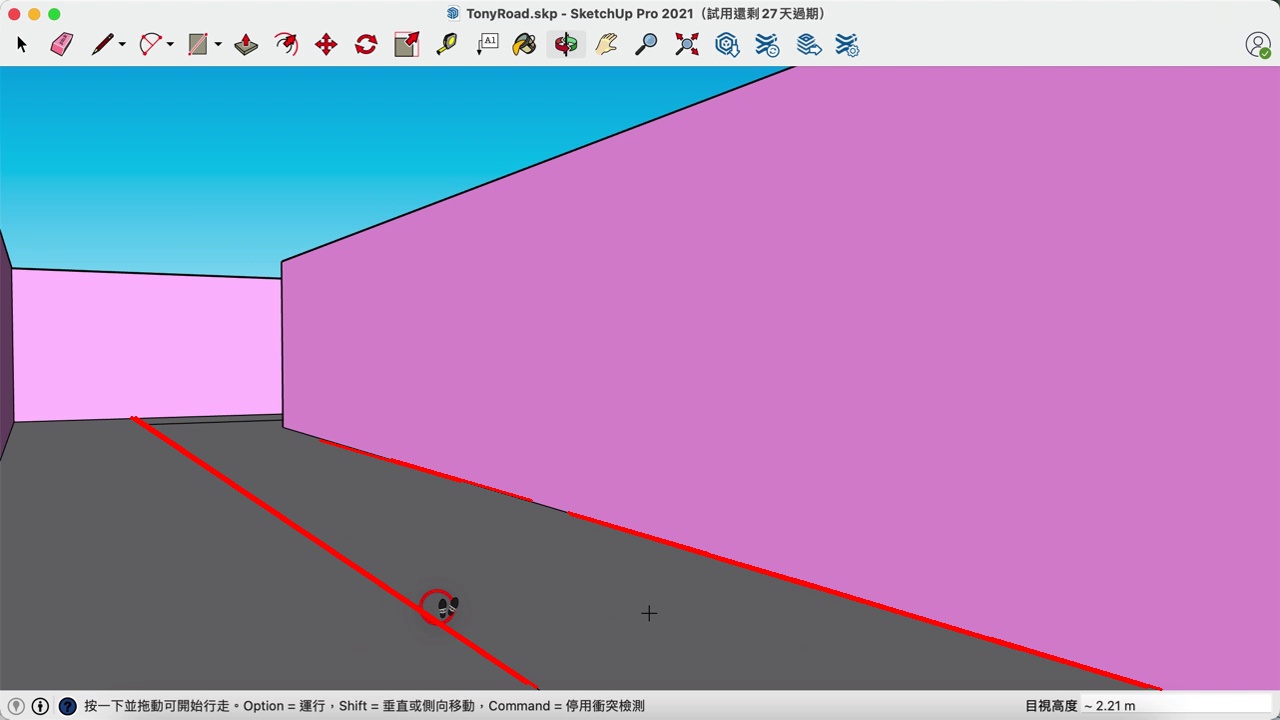 TonyRoad.skp - SketchUp Pro 2021（試用還剩 27 天過期）
A1
按一下並拖動可開始行走。Option = 運行，Shift = 垂直或側向移動，Command = 停用衝突檢測
目視高度 ~ 2.21 m